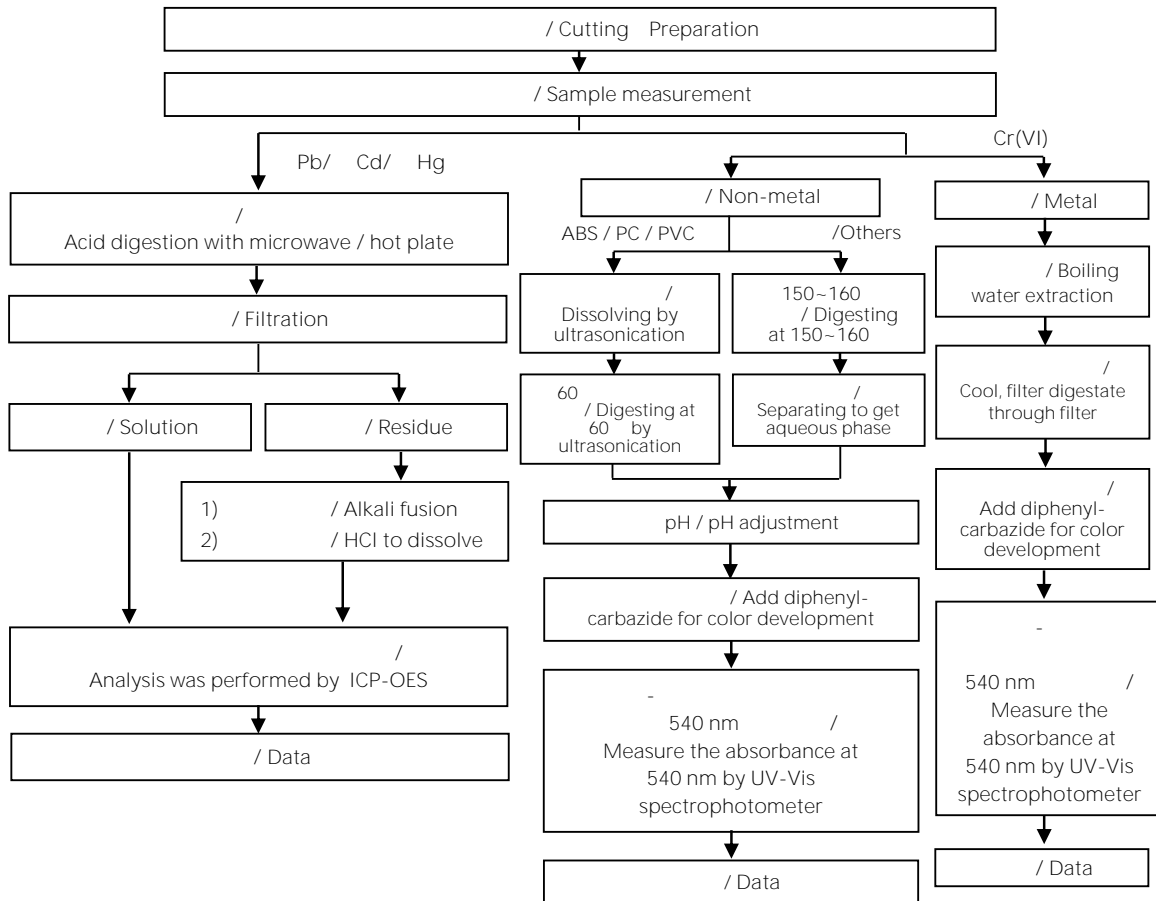 / Cutting Preparation
/ Sample measurement
Pb/ Cd/ Hg
Cr(VI)
/
Acid digestion with microwave / hot plate
/ Filtration
/ Solution
/ Residue
1) / Alkali fusion
2) / HCl to dissolve
/
Analysis was performed by ICP-OES
/ Data
/ Non-metal
ABS / PC / PVC
/Others
/
Dissolving by
ultrasonication
150~160
/ Digesting
at 150~160
60
/ Digesting at
60 by
ultrasonication
/
Separating to get
aqueous phase
pH / pH adjustment
/ Add diphenyl-
carbazide for color development
-
540 nm /
Measure the absorbance at
540 nm by UV-Vis
spectrophotometer
/ Data
/ Metal
/ Boiling
water extraction
/
Cool, filter digestate
through filter
/
Add diphenyl-
carbazide for color
development
-
540 nm /
Measure the
absorbance at
540 nm by UV-Vis
spectrophotometer
/ Data